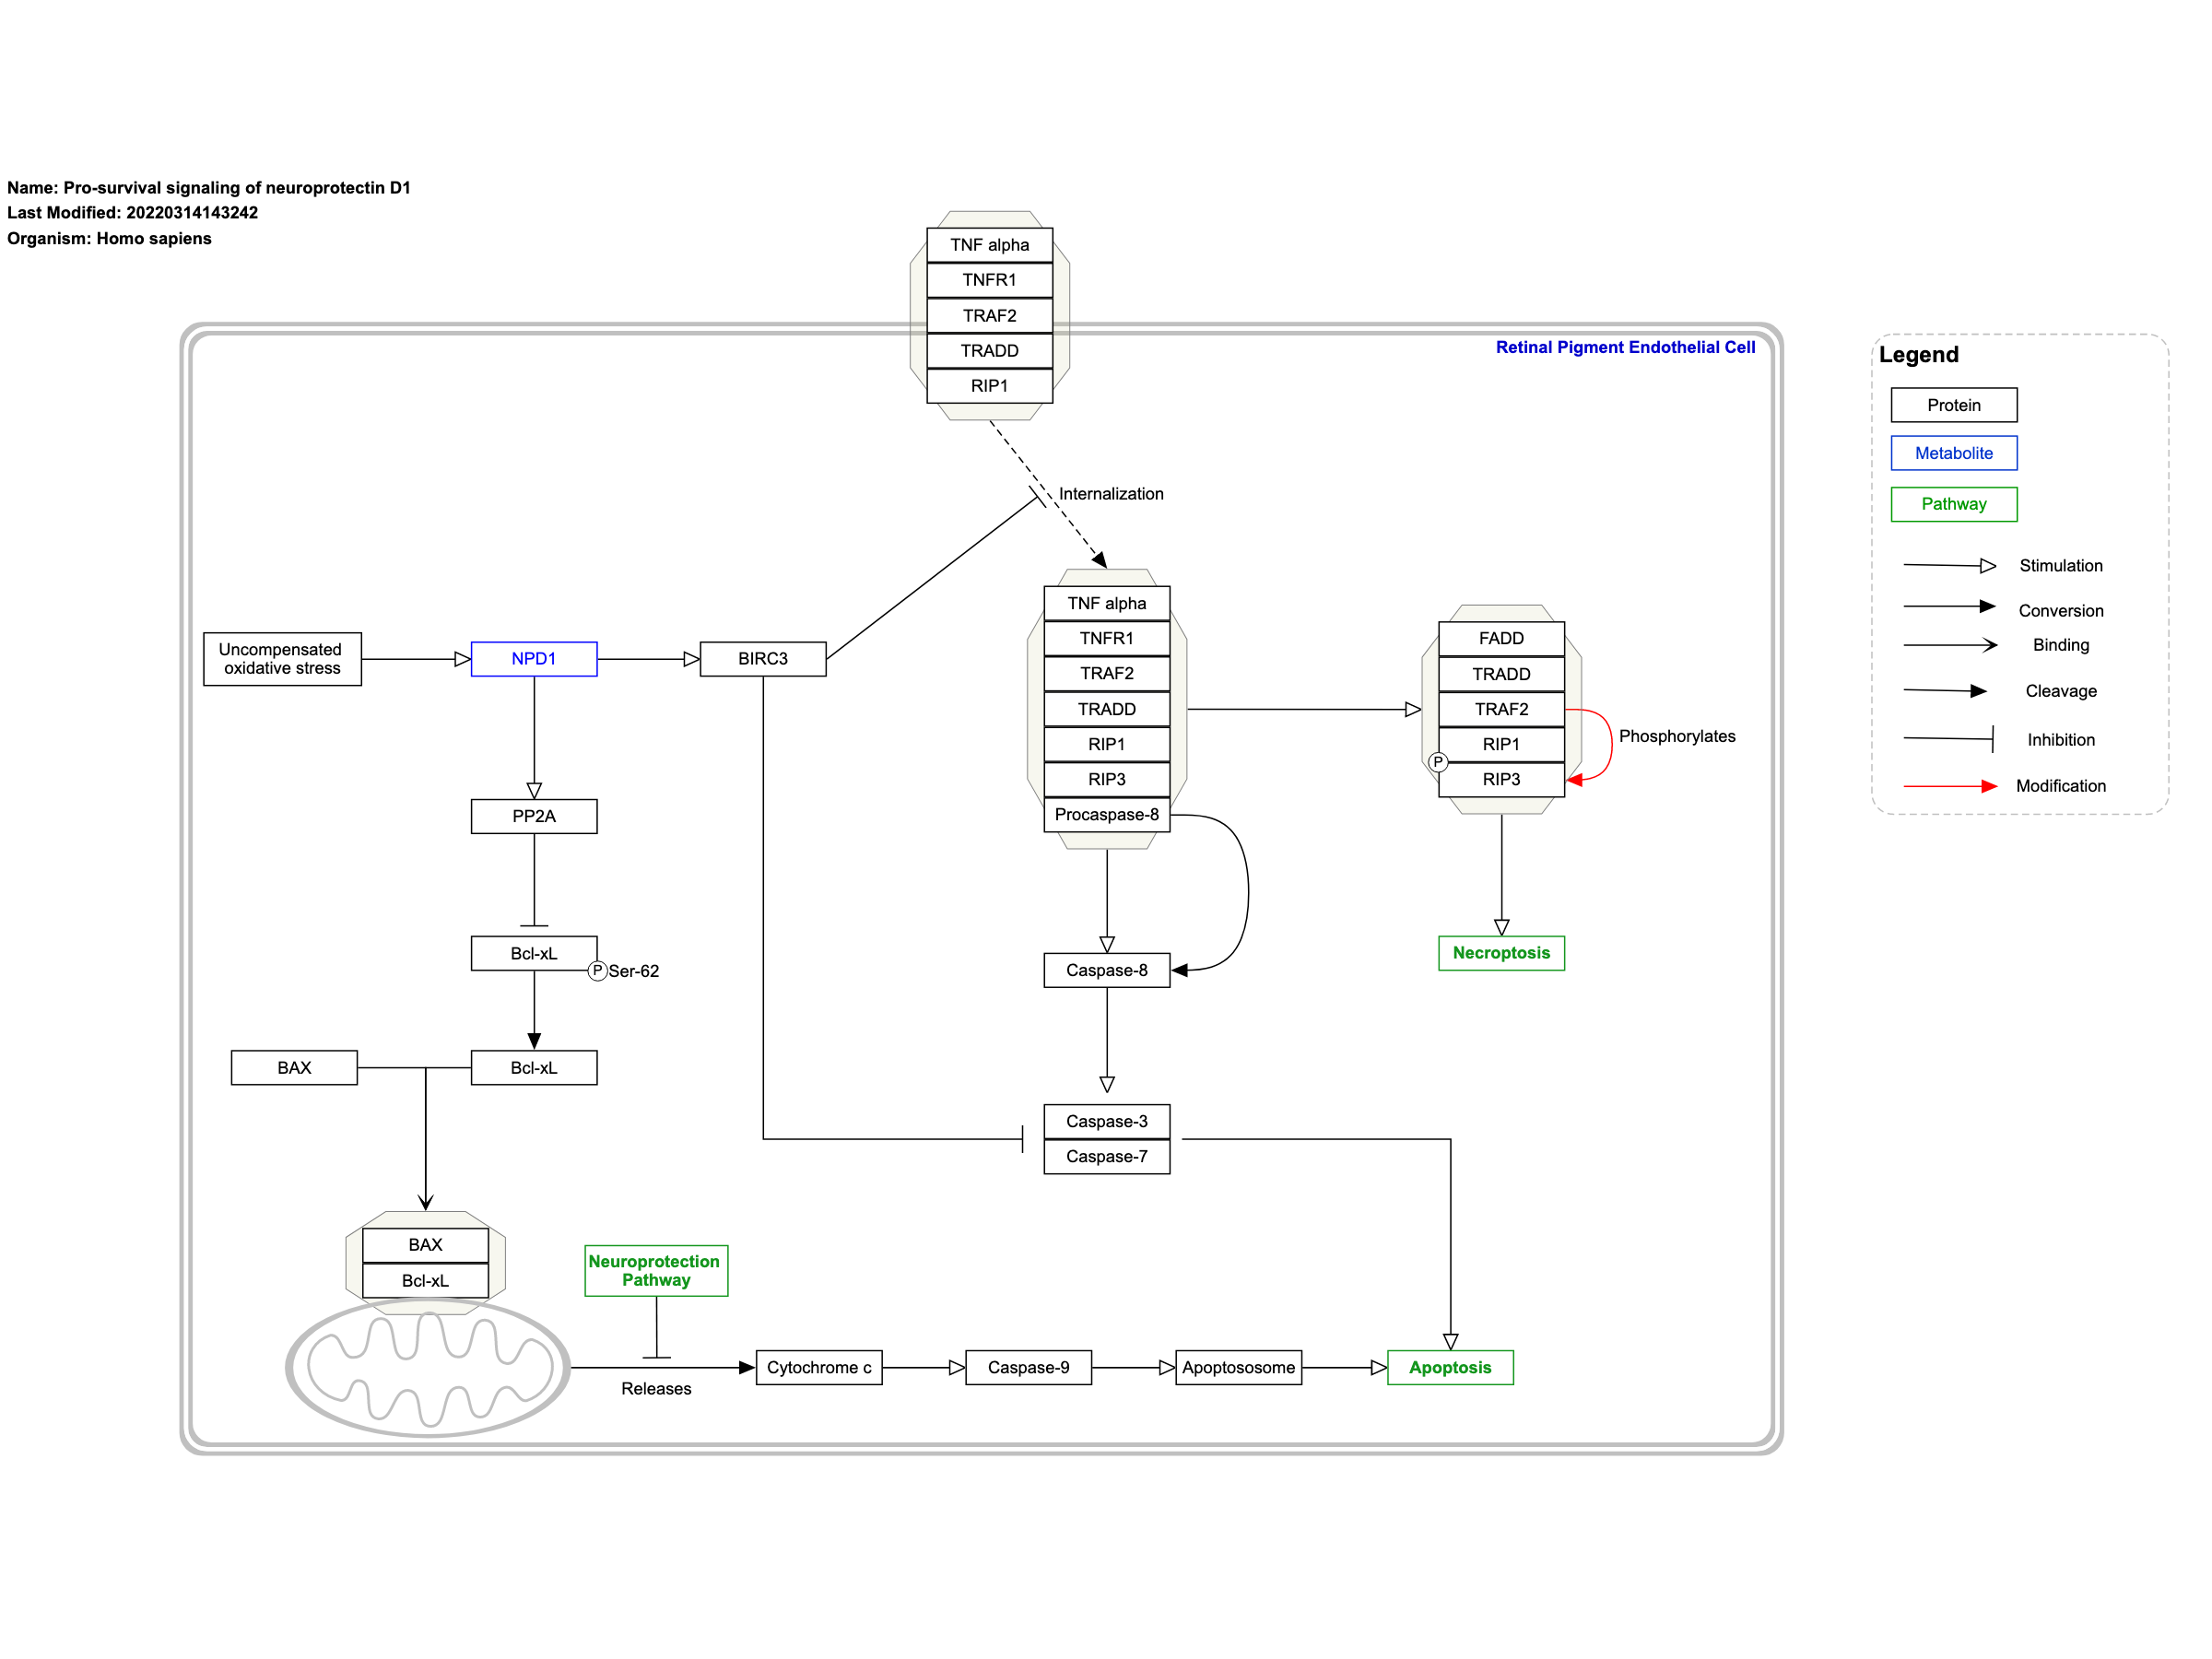 Name: Pro-survival signaling of neuroprotectin D1
Last Modified: 20220314143242
Organism: Homo sapiens
TNF alpha
TNFR1
TRAF2
TRADD
RIP1
Retinal Pigment Endothelial Cell
Internalization
Uncompensated
oxidative stress
NPD1
BIRC3
TNF alpha
TNFR1
TRAF2
TRADD
RIP1
RIP3
Procaspase-8
FADD
TRADD
TRAF2
RIP1
P
RIP3
Phosphorylates
PP2A
Bcl-xL
P
Ser-62
Caspase-8
Necroptosis
BAX
Bcl-xL
Caspase-3
Caspase-7
BAX
Bcl-xL
Neuroprotection
Pathway
Releases
Cytochrome c
Caspase-9
Apoptososome
Apoptosis
Legend
Protein
Metabolite
Pathway
Stimulation
Conversion
Binding
Cleavage
Inhibition
Modification